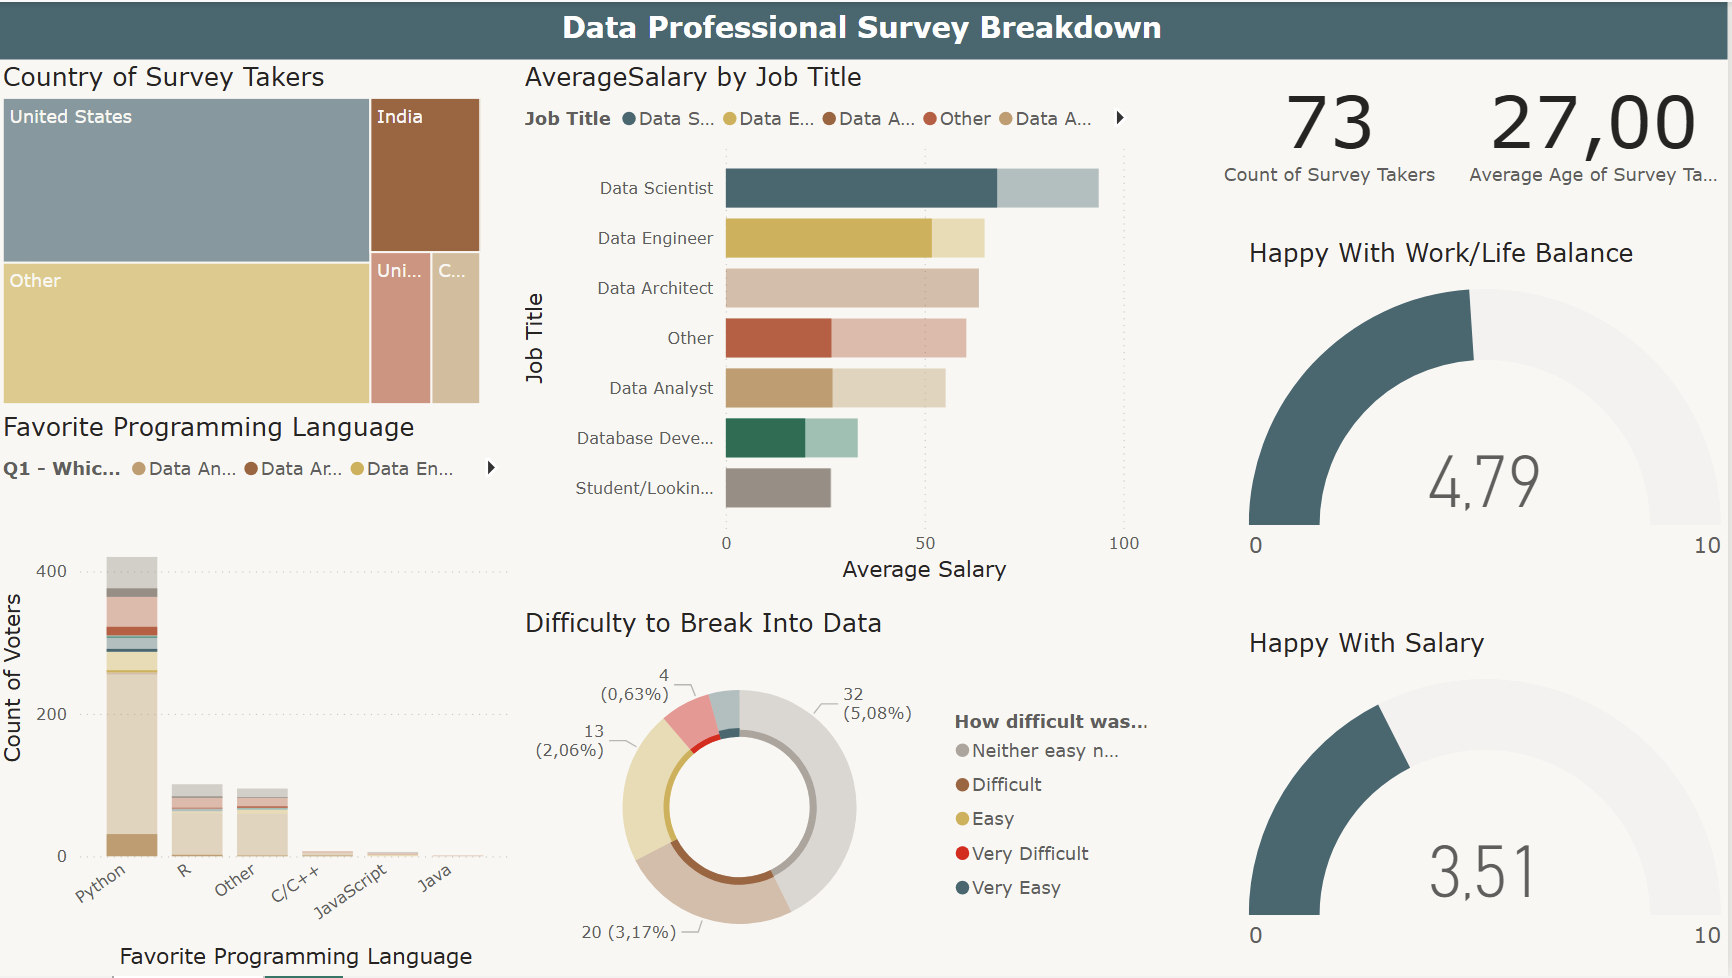 Data Professional Survey Breakdown
Country of Survey Takers
United States
India
Other
Uni...
C...
Favorite Programming Language
Q1 - Whic...
Data An...
Data Ar...
Data En...
Count of Voters
400
200
0
Python
R
Other
C/C++
JavaScript
Java
Favorite Programming Language
AverageSalary by Job Title
Job Title
Data S...
Data E...
Data A...
Other
Data A...
Job Title
Data Scientist
Data Engineer
Data Architect
Other
Data Analyst
Database Deve...
Student/Lookin...
0
50
100
Average Salary
Difficulty to Break Into Data
4
(0,63%)
32
(5,08%)
13
(2,06%)
20 (3,17%)
How difficult was...
Neither easy n...
Difficult
Easy
Very Difficult
Very Easy
73
Count of Survey Takers
27,00
Average Age of Survey Ta...
Happy With Work/Life Balance
4,79
0
10
Happy With Salary
3,51
0
10